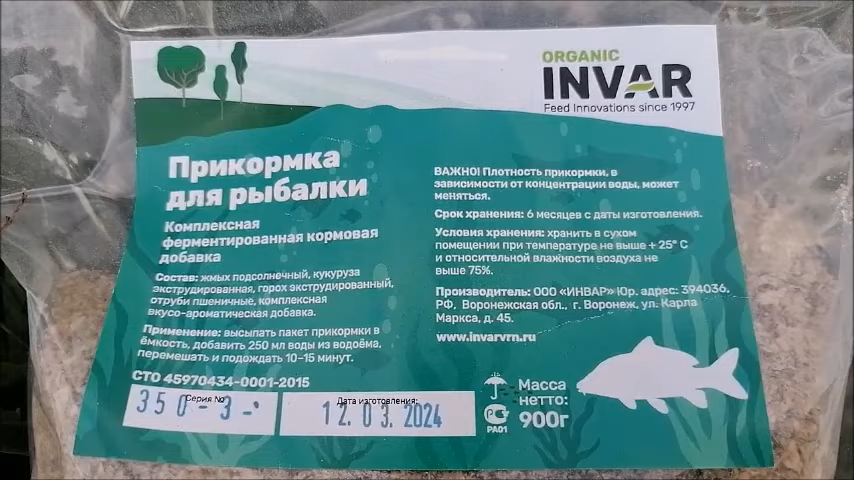 ORGANIC
INVAR
Feed Innovations since 1997
Прикормка
для рыбалки
Комплексная
ферментированная кормовая
добавка
Состав: жмых подсолнечный, кукуруза
экструдированная, горох экструдированный,
отруби пшеничные, комплексная
вкусо-ароматическая добавка.
Применение: высыпать пакет прикормки в
ёмкость, добавить 250 мл воды из водоёма,
перемешать и подождать 10-15 минут.
СТО 45970434-0001-2015
Серия №
350-3-
Дата изготовления:
12.03.2024
ВАЖНО! Плотность прикормки, в
зависимости от концентрации воды, может
меняться.
Срок хранения: 6 месяцев с даты изготовления.
Условия хранения: хранить в сухом
помещении при температуре не выше + 25° С
и относительной влажности воздуха не
выше 75%.
Производитель: ООО «ИНВАР» Юр. адрес: 394036,
РФ, Воронежская обл., г. Воронеж, ул. Карла
Маркса, д. 45.
www.invarvrn.ru
РА01
Масса
нетто:
900г